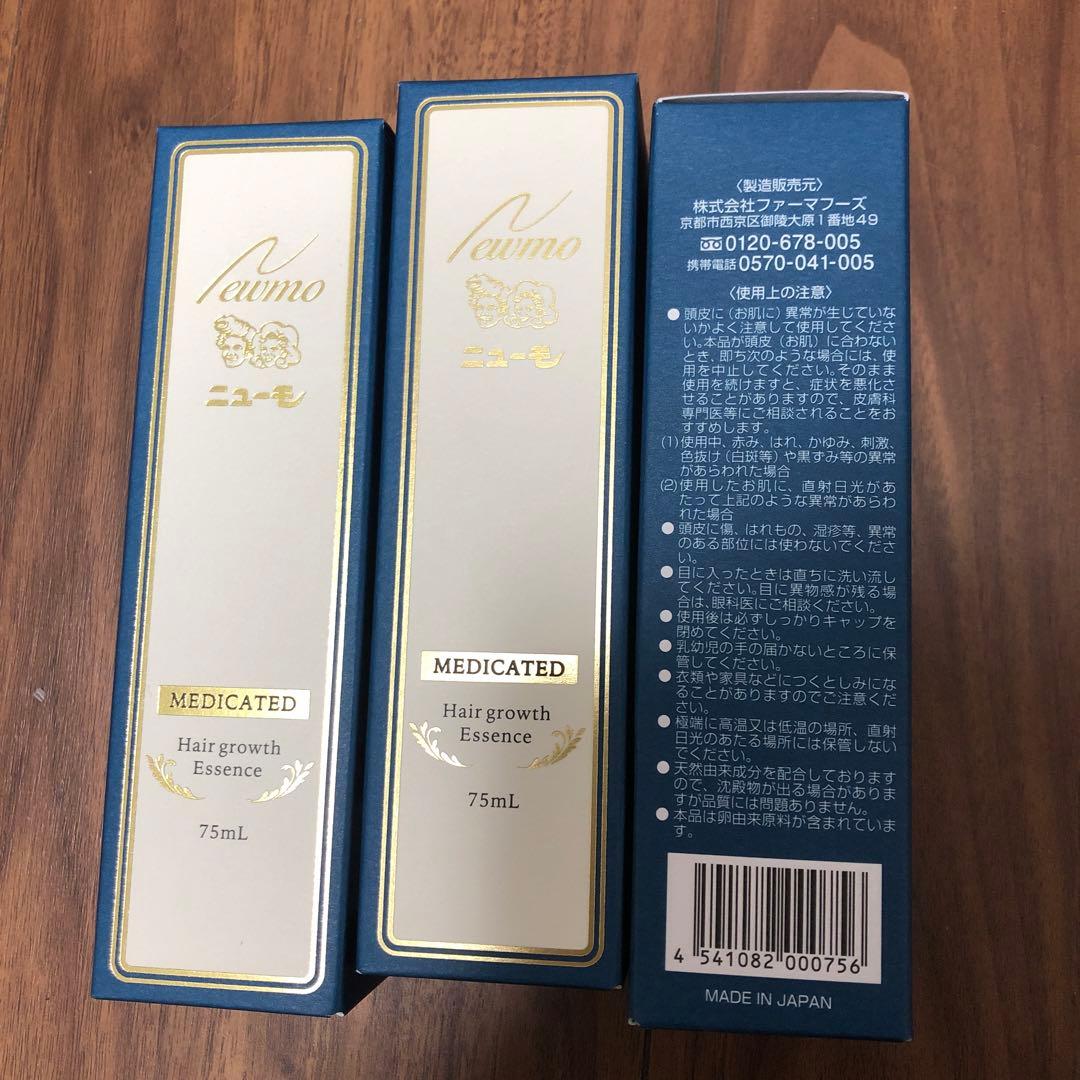 Newmo
ニューモ
MEDICATED
Hair growth
Essence
75mL
Newmo
ニューモ
MEDICATED
Hair growth
Essence
75mL
〈製造販売元〉
株式会社ファーマフーズ
京都市西京区御陵大原1番地49
0120-678-005
携帯電話 0570-041-005
〈使用上の注意〉
● 頭皮に(お肌に)異常が生じていな
いかよく注意して使用してくださ
い。本品が頭皮(お肌)に合わない
とき、即ち次のような場合には、使
用を中止してください。そのまま
使用を続けますと、症状を悪化さ
せることがありますので、皮膚科
専門医等にご相談されることをお
すすめします。
(1)使用中、赤み、はれ、かゆみ、刺激、
色抜け(白斑等)や黒ずみ等の異常
があらわれた場合
(2)使用したお肌に、直射日光があ
たって上記のような異常があらわ
れた場合
● 頭皮に傷、はれもの、湿疹等、異常
のある部位には使わないでくださ
い。
● 目に入ったときは直ちに洗い流し
てください。目に異物感が残る場
合は、眼科医にご相談ください。
● 使用後は必ずしっかりキャップを
閉めてください。
● 乳幼児の手の届かないところに保
管してください。
● 衣類や家具などにつくとしみにな
ることがありますのでご注意くだ
さい。
● 極端に高温又は低温の場所、直射
日光のあたる場所には保管しない
でください。
● 天然由来成分を配合しております
ので、沈殿物が出る場合がありま
すが品質には問題ありません。
● 本品は卵由来原料が含まれていま
す。
4 541082 000756
MADE IN JAPAN